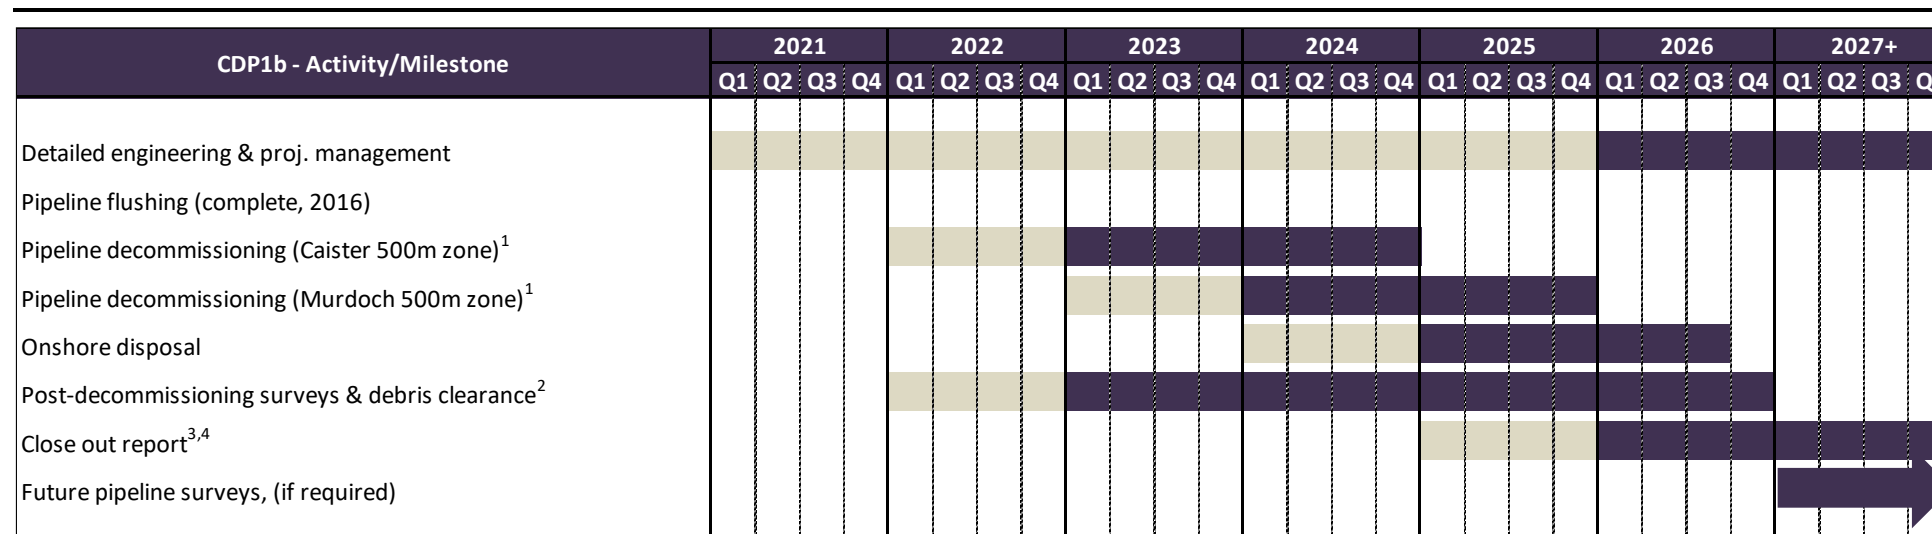 CDP1b - Activity/Milestone 2021 2022 2023 2024 2025 2026 2027+
Q1 Q2 Q3 Q4 Q1 Q2 Q3 Q4 Q1 Q2 Q3 Q4 Q1 Q2 Q3 Q4 Q1 Q2 Q3 Q4 Q1 Q2 Q3 Q4 Q1 Q2 Q3 Q
Detailed engineering & proj. management
Pipeline flushing (complete, 2016)
Pipeline decommissioning (Caister 500m zone)1
Pipeline decommissioning (Murdoch 500m zone)1
Onshore disposal
Post-decommissioning surveys & debris clearance2
Close out report3,4
Future pipeline surveys, (if required)